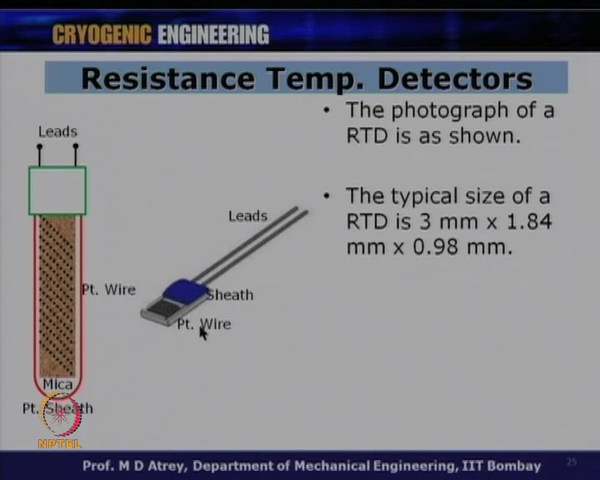 CRYOGENIC ENGINEERING
Resistance Temp. Detectors
Leads
Pt. Wire
Mica
Pt. Sheath
Leads
Sheath
Pt. Wire
• The photograph of a
RTD is as shown.
• The typical size of a
RTD is 3 mm x 1.84
mm x 0.98 mm.
NPTEL
Prof. M D Atrey, Department of Mechanical Engineering, IIT Bombay
25